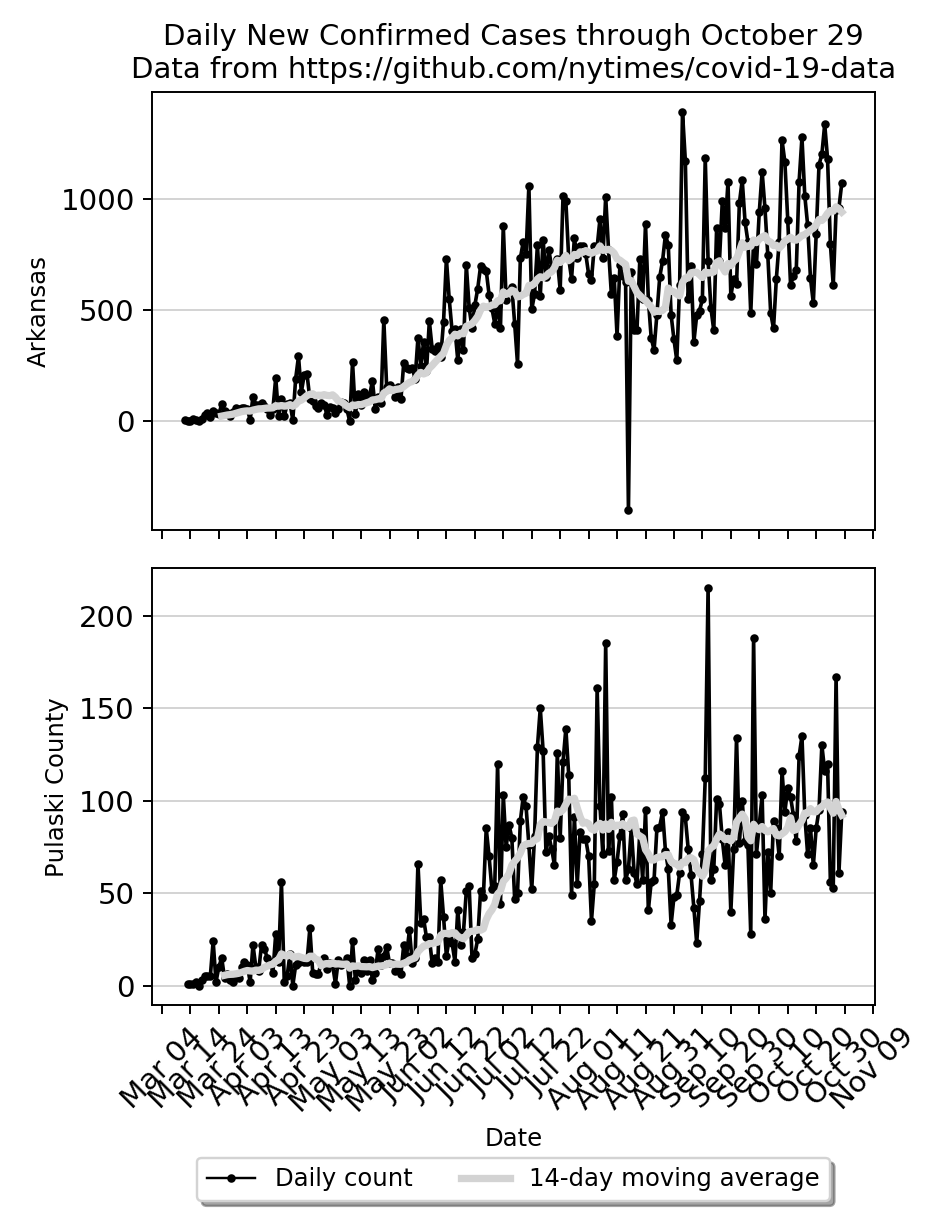 Daily New Confirmed Cases through October 29
Data from https://github.com/nytimes/covid-19-data
1000
500
0
Arkansas
200
150
100
50
0
Pulaski County
Mar 04
Mar 14
Mar 24
Apr 03
Apr 13
Apr 23
May 03
May 13
May 23
Jun 02
Jun 12
Jun 22
Jul 02
Jul 12
Jul 22
Aug 01
Aug 11
Aug 21
Aug 31
Sep 10
Sep 20
Sep 30
Oct 10
Oct 20
Oct 30
Nov 09
Date
Daily count
14-day moving average